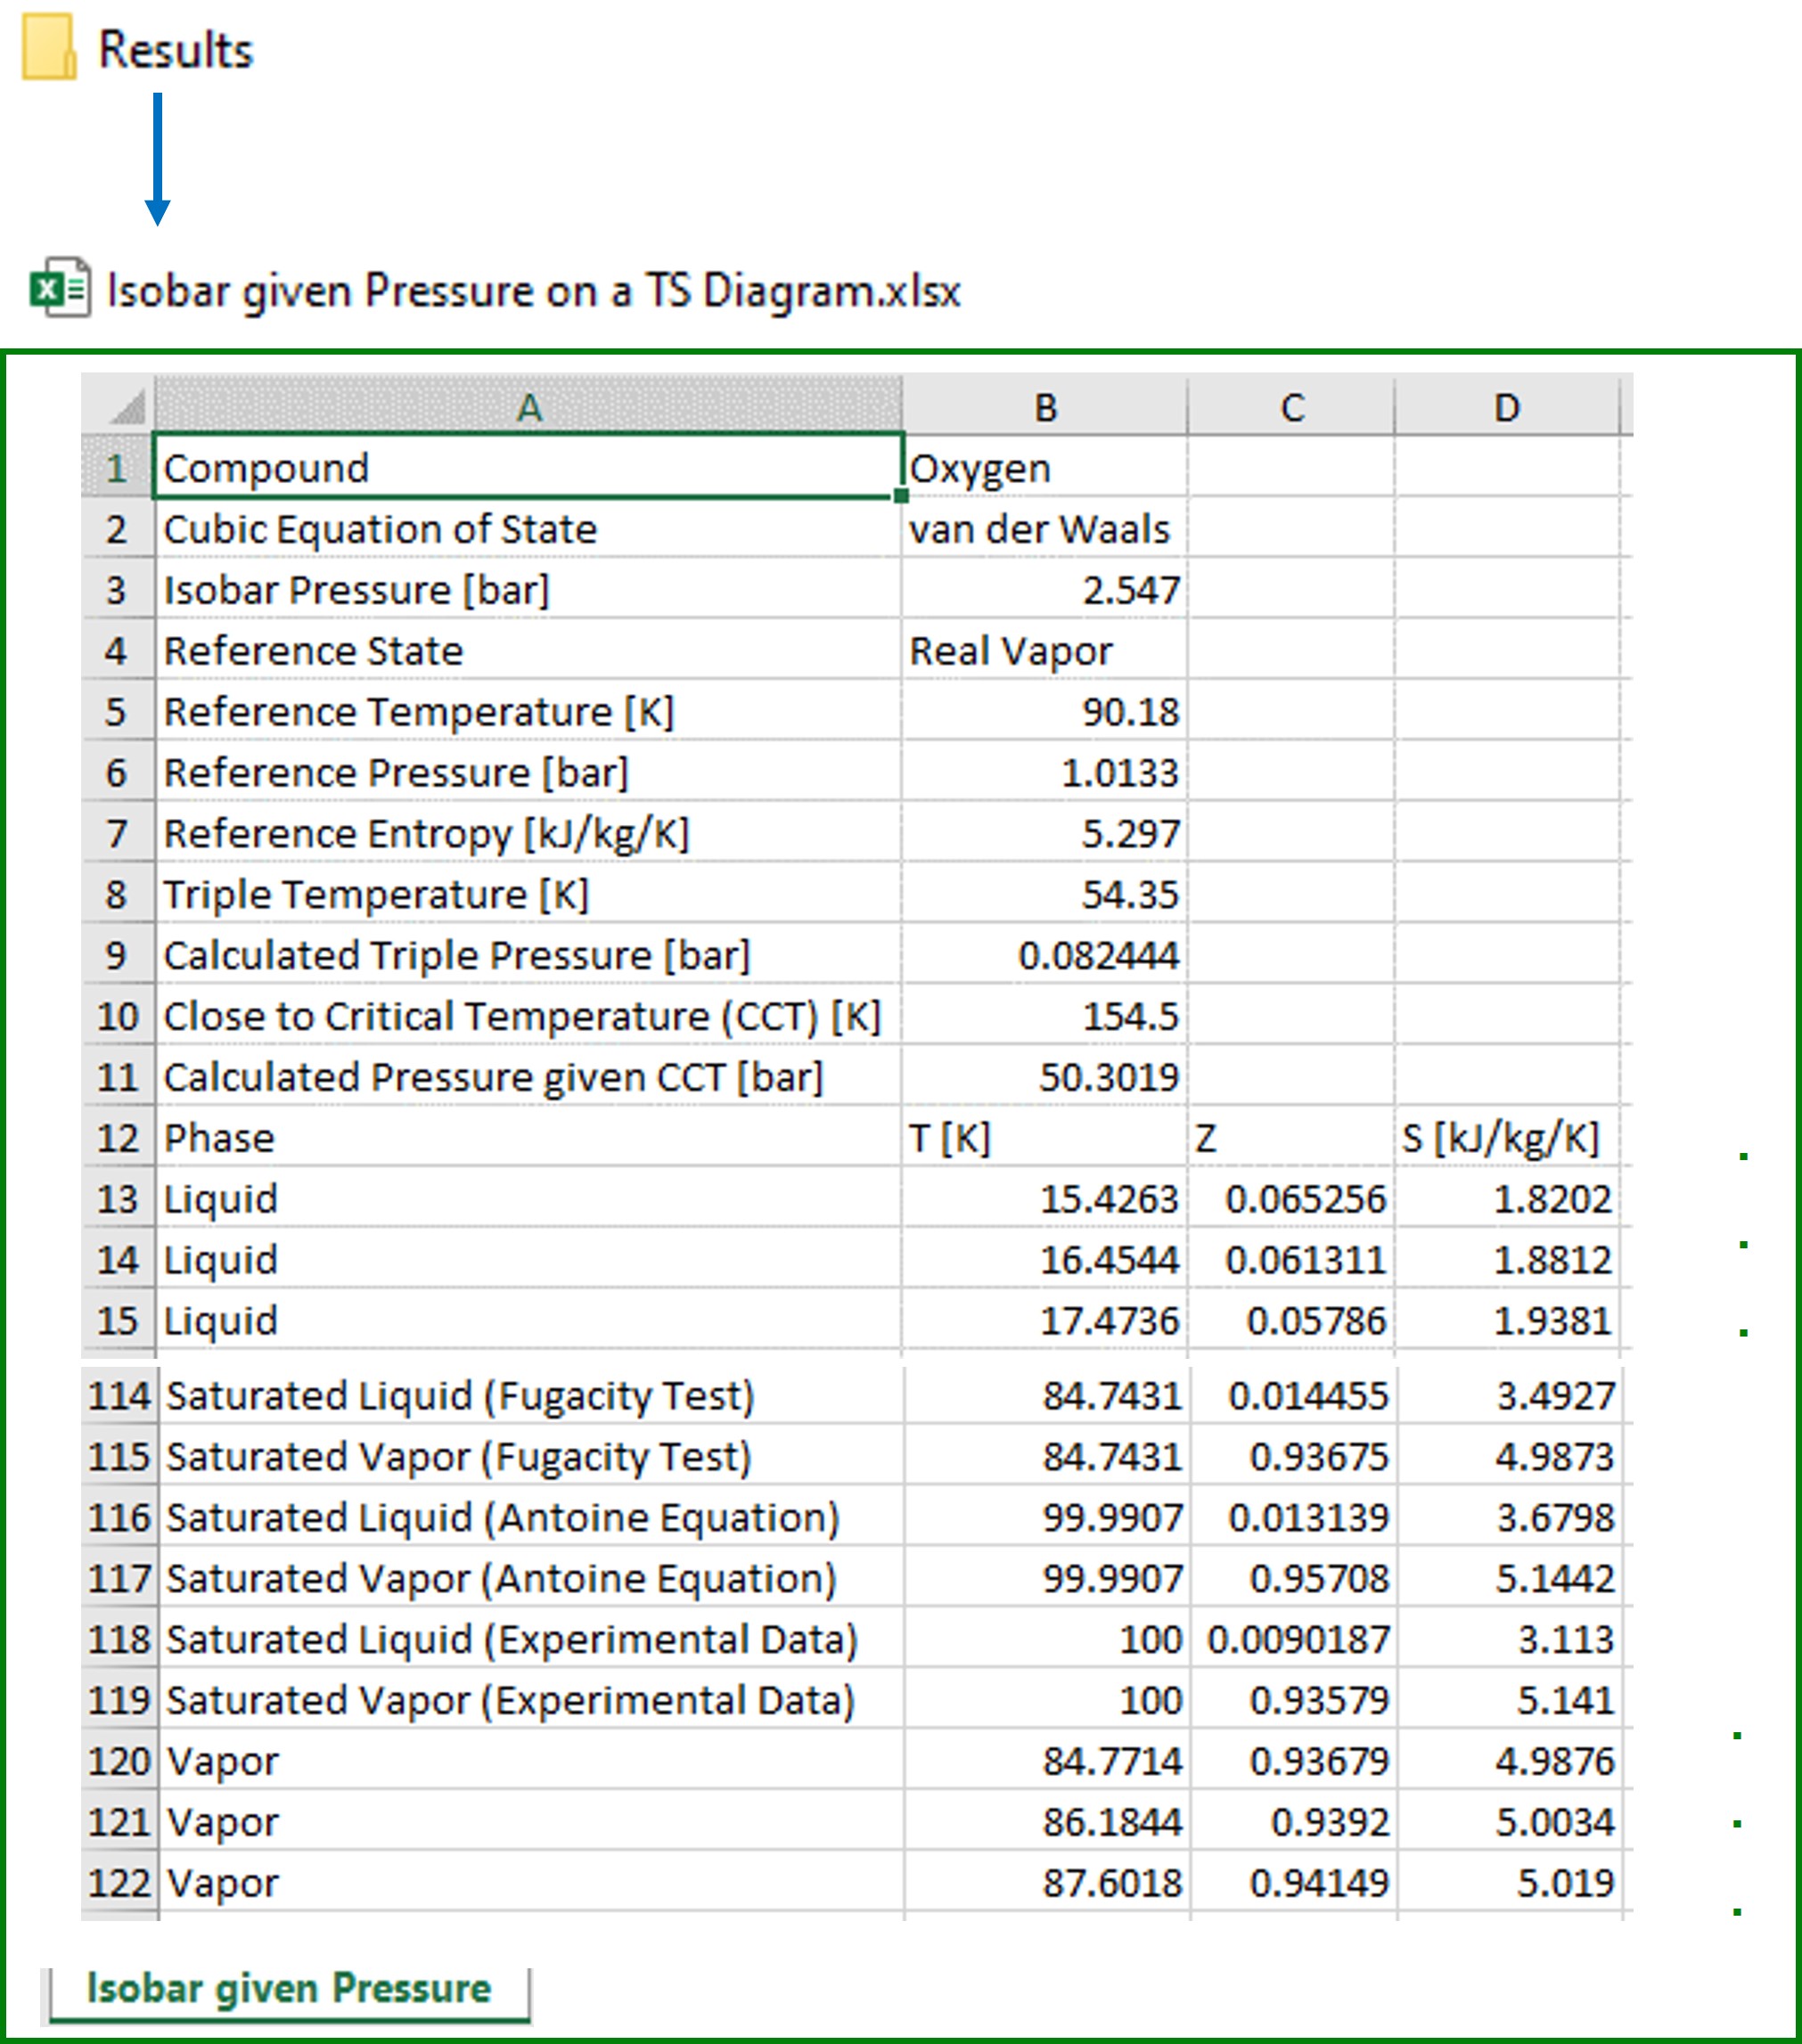 Results
Isobar given Pressure on a TS Diagram.xlsx
A B C D
1 Compound Oxygen
2 Cubic Equation of State van der Waals
3 Isobar Pressure [bar] 2.547
4 Reference State Real Vapor
5 Reference Temperature [K] 90.18
6 Reference Pressure [bar] 1.0133
7 Reference Entropy [kJ/kg/K] 5.297
8 Triple Temperature [K] 54.35
9 Calculated Triple Pressure [bar] 0.082444
10 Close to Critical Temperature (CCT) [K] 154.5
11 Calculated Pressure given CCT [bar] 50.3019
12 Phase T [K] Z S [kJ/kg/K]
13 Liquid 15.4263 0.065256 1.8202
14 Liquid 16.4544 0.061311 1.8812
15 Liquid 17.4736 0.05786 1.9381
114 Saturated Liquid (Fugacity Test) 84.7431 0.014455 3.4927
115 Saturated Vapor (Fugacity Test) 84.7431 0.93675 4.9873
116 Saturated Liquid (Antoine Equation) 99.9907 0.013139 3.6798
117 Saturated Vapor (Antoine Equation) 99.9907 0.95708 5.1442
118 Saturated Liquid (Experimental Data) 100 0.0090187 3.113
119 Saturated Vapor (Experimental Data) 100 0.93579 5.141
120 Vapor 84.7714 0.93679 4.9876
121 Vapor 86.1844 0.9392 5.0034
122 Vapor 87.6018 0.94149 5.019
Isobar given Pressure